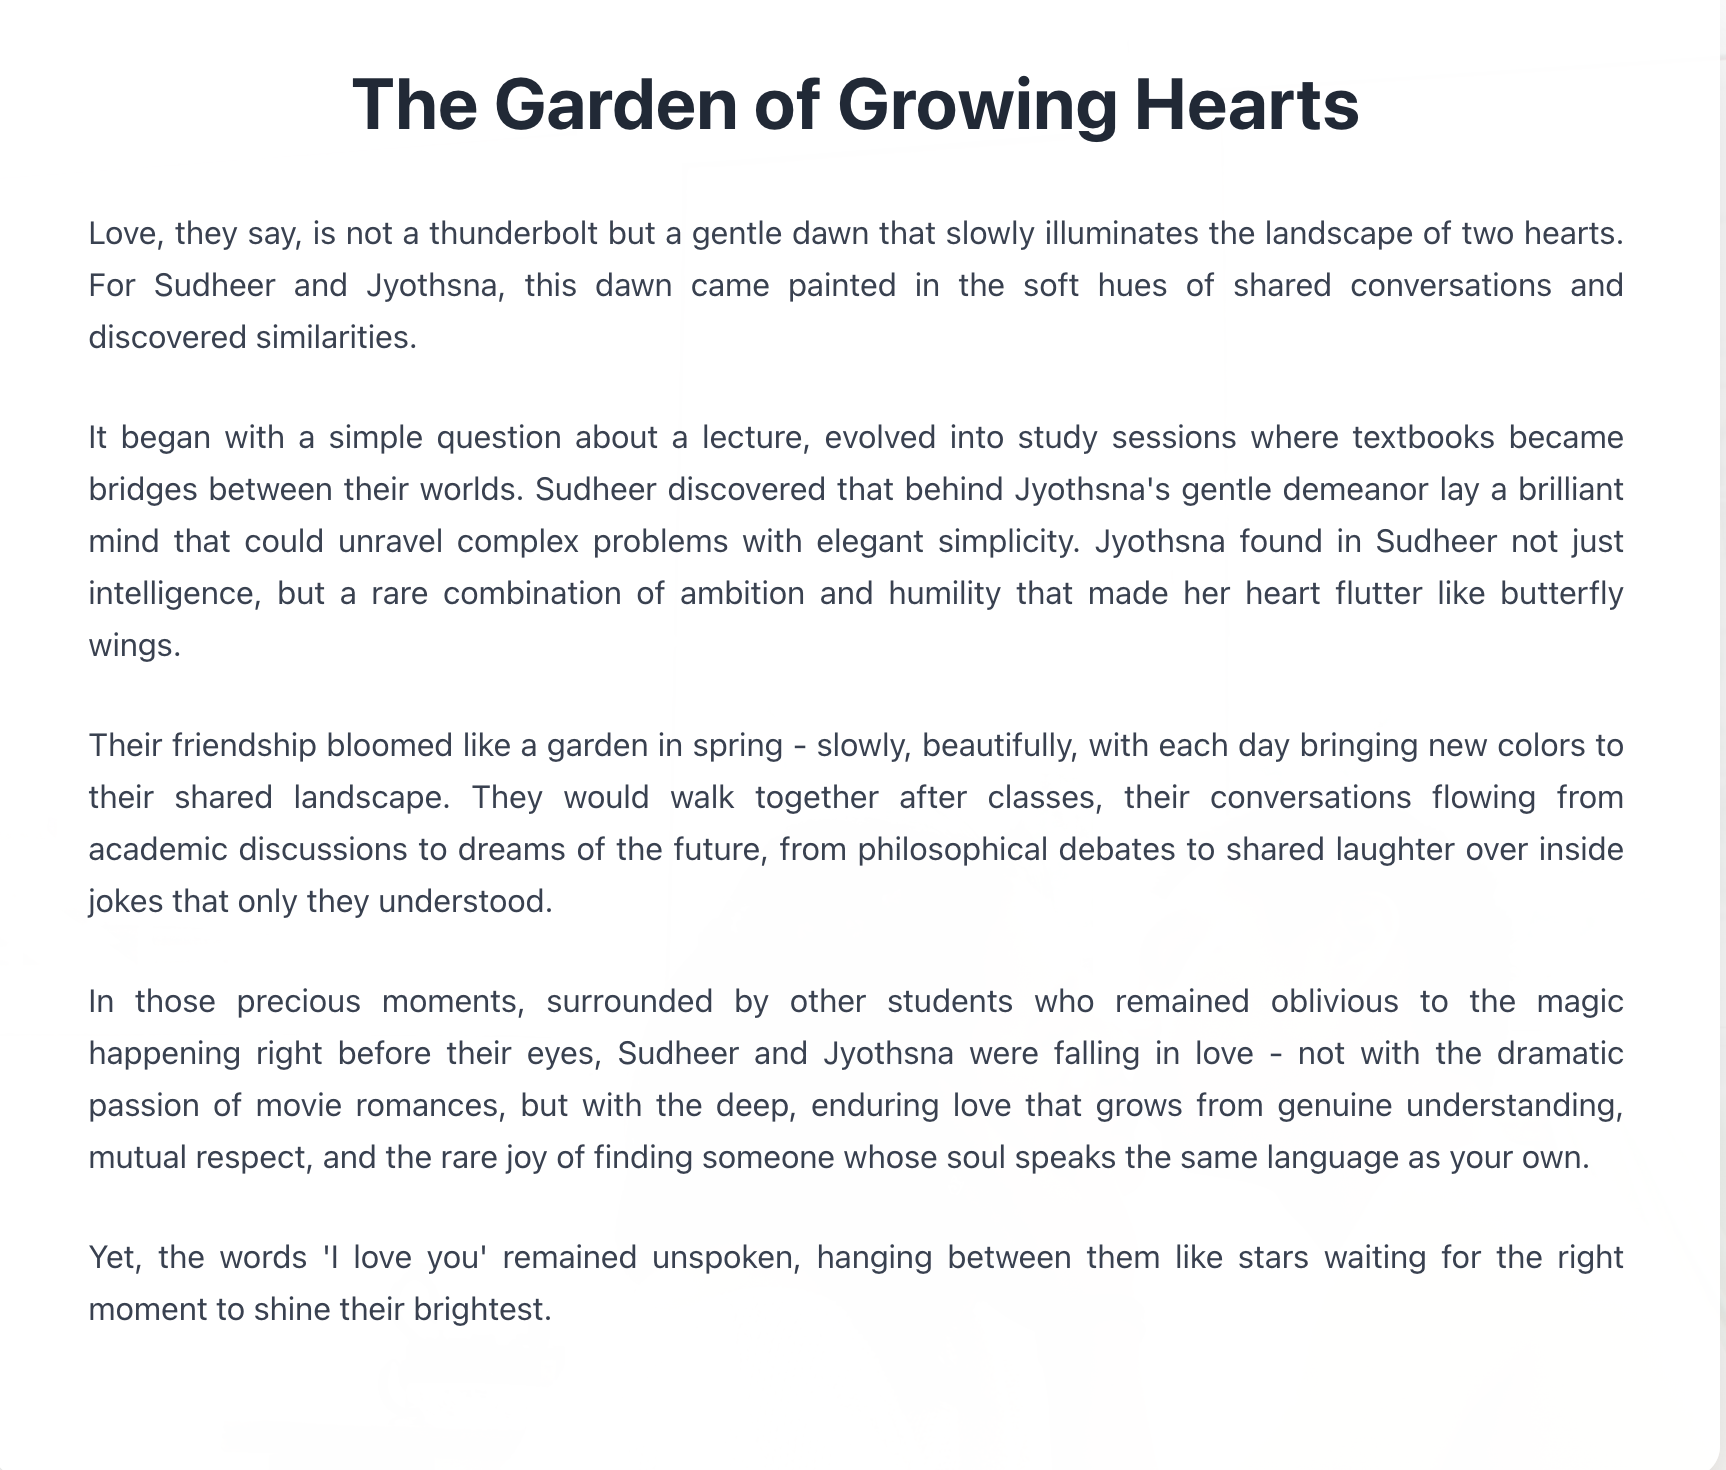 The Garden of Growing Hearts
Love, they say, is not a thunderbolt but a gentle dawn that slowly illuminates the landscape of two hearts.
For Sudheer and Jyothsna, this dawn came painted in the soft hues of shared conversations and
discovered similarities.
It began with a simple question about a lecture, evolved into study sessions where textbooks became
bridges between their worlds. Sudheer discovered that behind Jyothsna's gentle demeanor lay a brilliant
mind that could unravel complex problems with elegant simplicity. Jyothsna found in Sudheer not just
intelligence, but a rare combination of ambition and humility that made her heart flutter like butterfly
wings.
Their friendship bloomed like a garden in spring - slowly, beautifully, with each day bringing new colors to
their shared landscape. They would walk together after classes, their conversations flowing from
academic discussions to dreams of the future, from philosophical debates to shared laughter over inside
jokes that only they understood.
In those precious moments, surrounded by other students who remained oblivious to the magic
happening right before their eyes, Sudheer and Jyothsna were falling in love - not with the dramatic
passion of movie romances, but with the deep, enduring love that grows from genuine understanding,
mutual respect, and the rare joy of finding someone whose soul speaks the same language as your own.
Yet, the words 'I love you' remained unspoken, hanging between them like stars waiting for the right
moment to shine their brightest.